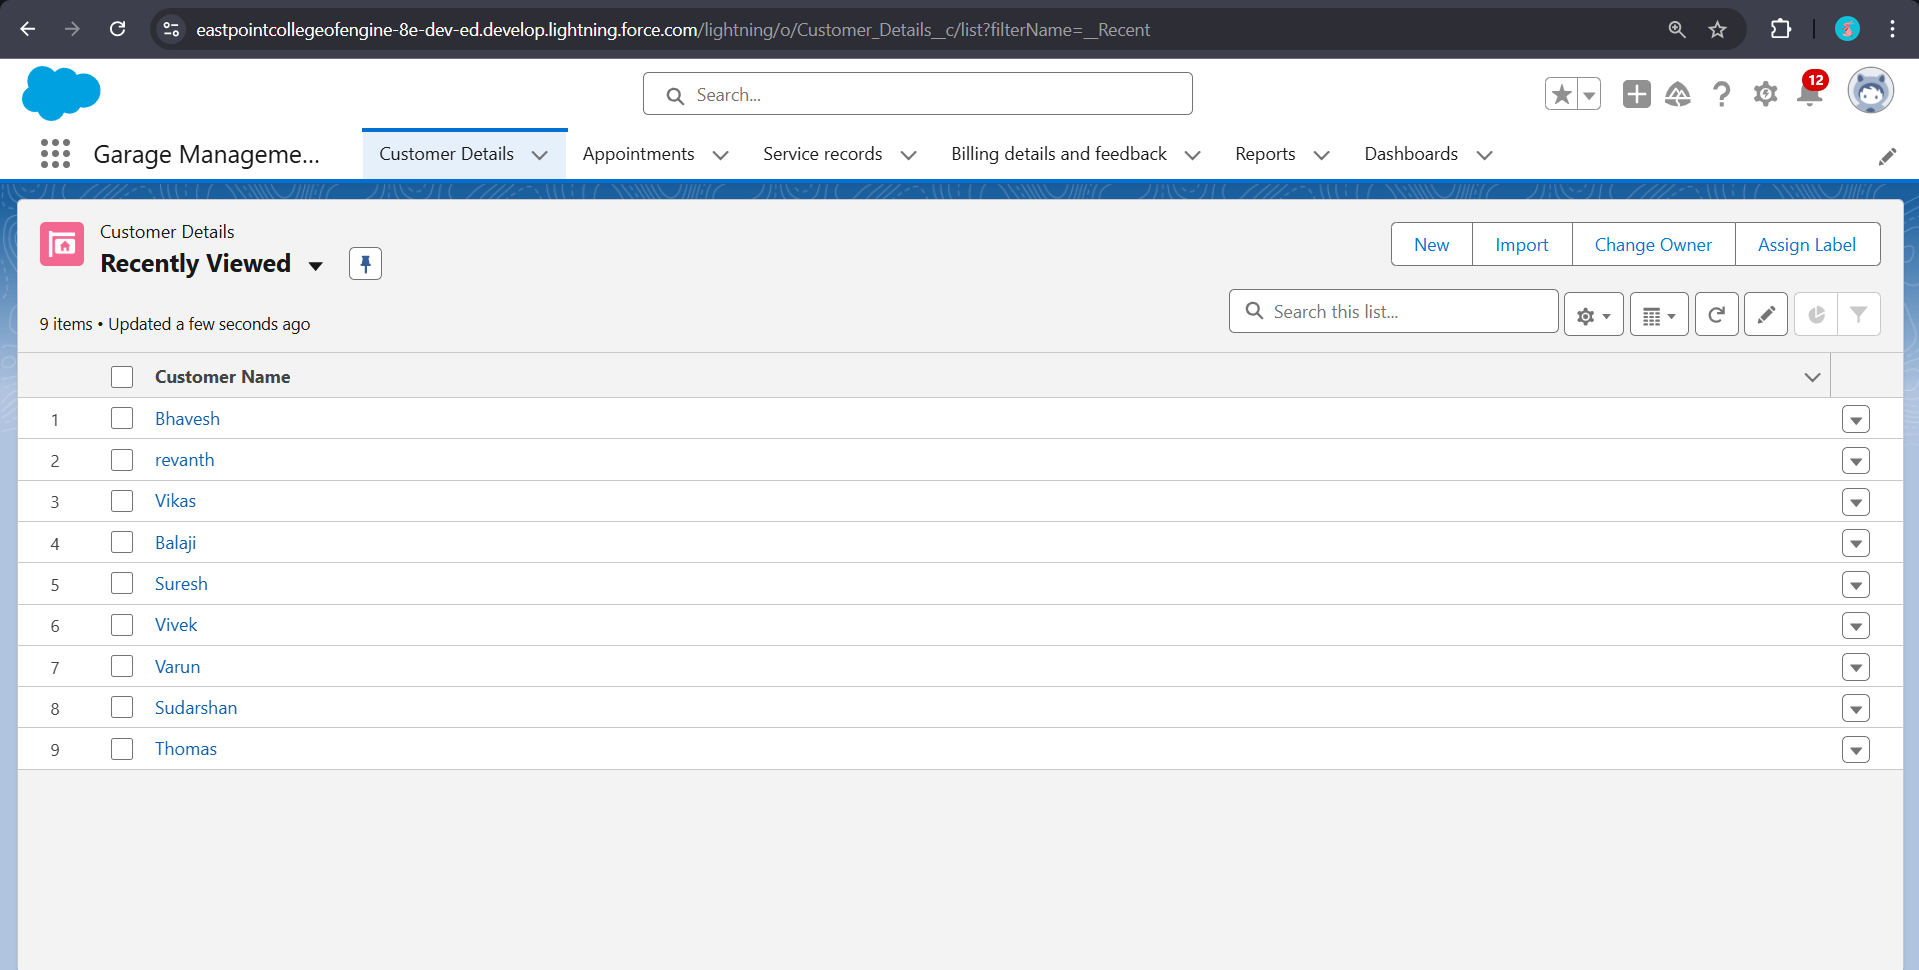 eastpointcollegeofengine-8e-dev-ed.develop.lightning.force.com/lightning/o/Customer_Details__c/list?filterName=__Recent
Search...
12
Garage Manageme...
Customer Details
Appointments
Service records
Billing details and feedback
Reports
Dashboards
Customer Details
Recently Viewed
New
Import
Change Owner
Assign Label
9 items • Updated a few seconds ago
Search this list...
Customer Name
1 Bhavesh
2 revanth
3 Vikas
4 Balaji
5 Suresh
6 Vivek
7 Varun
8 Sudarshan
9 Thomas